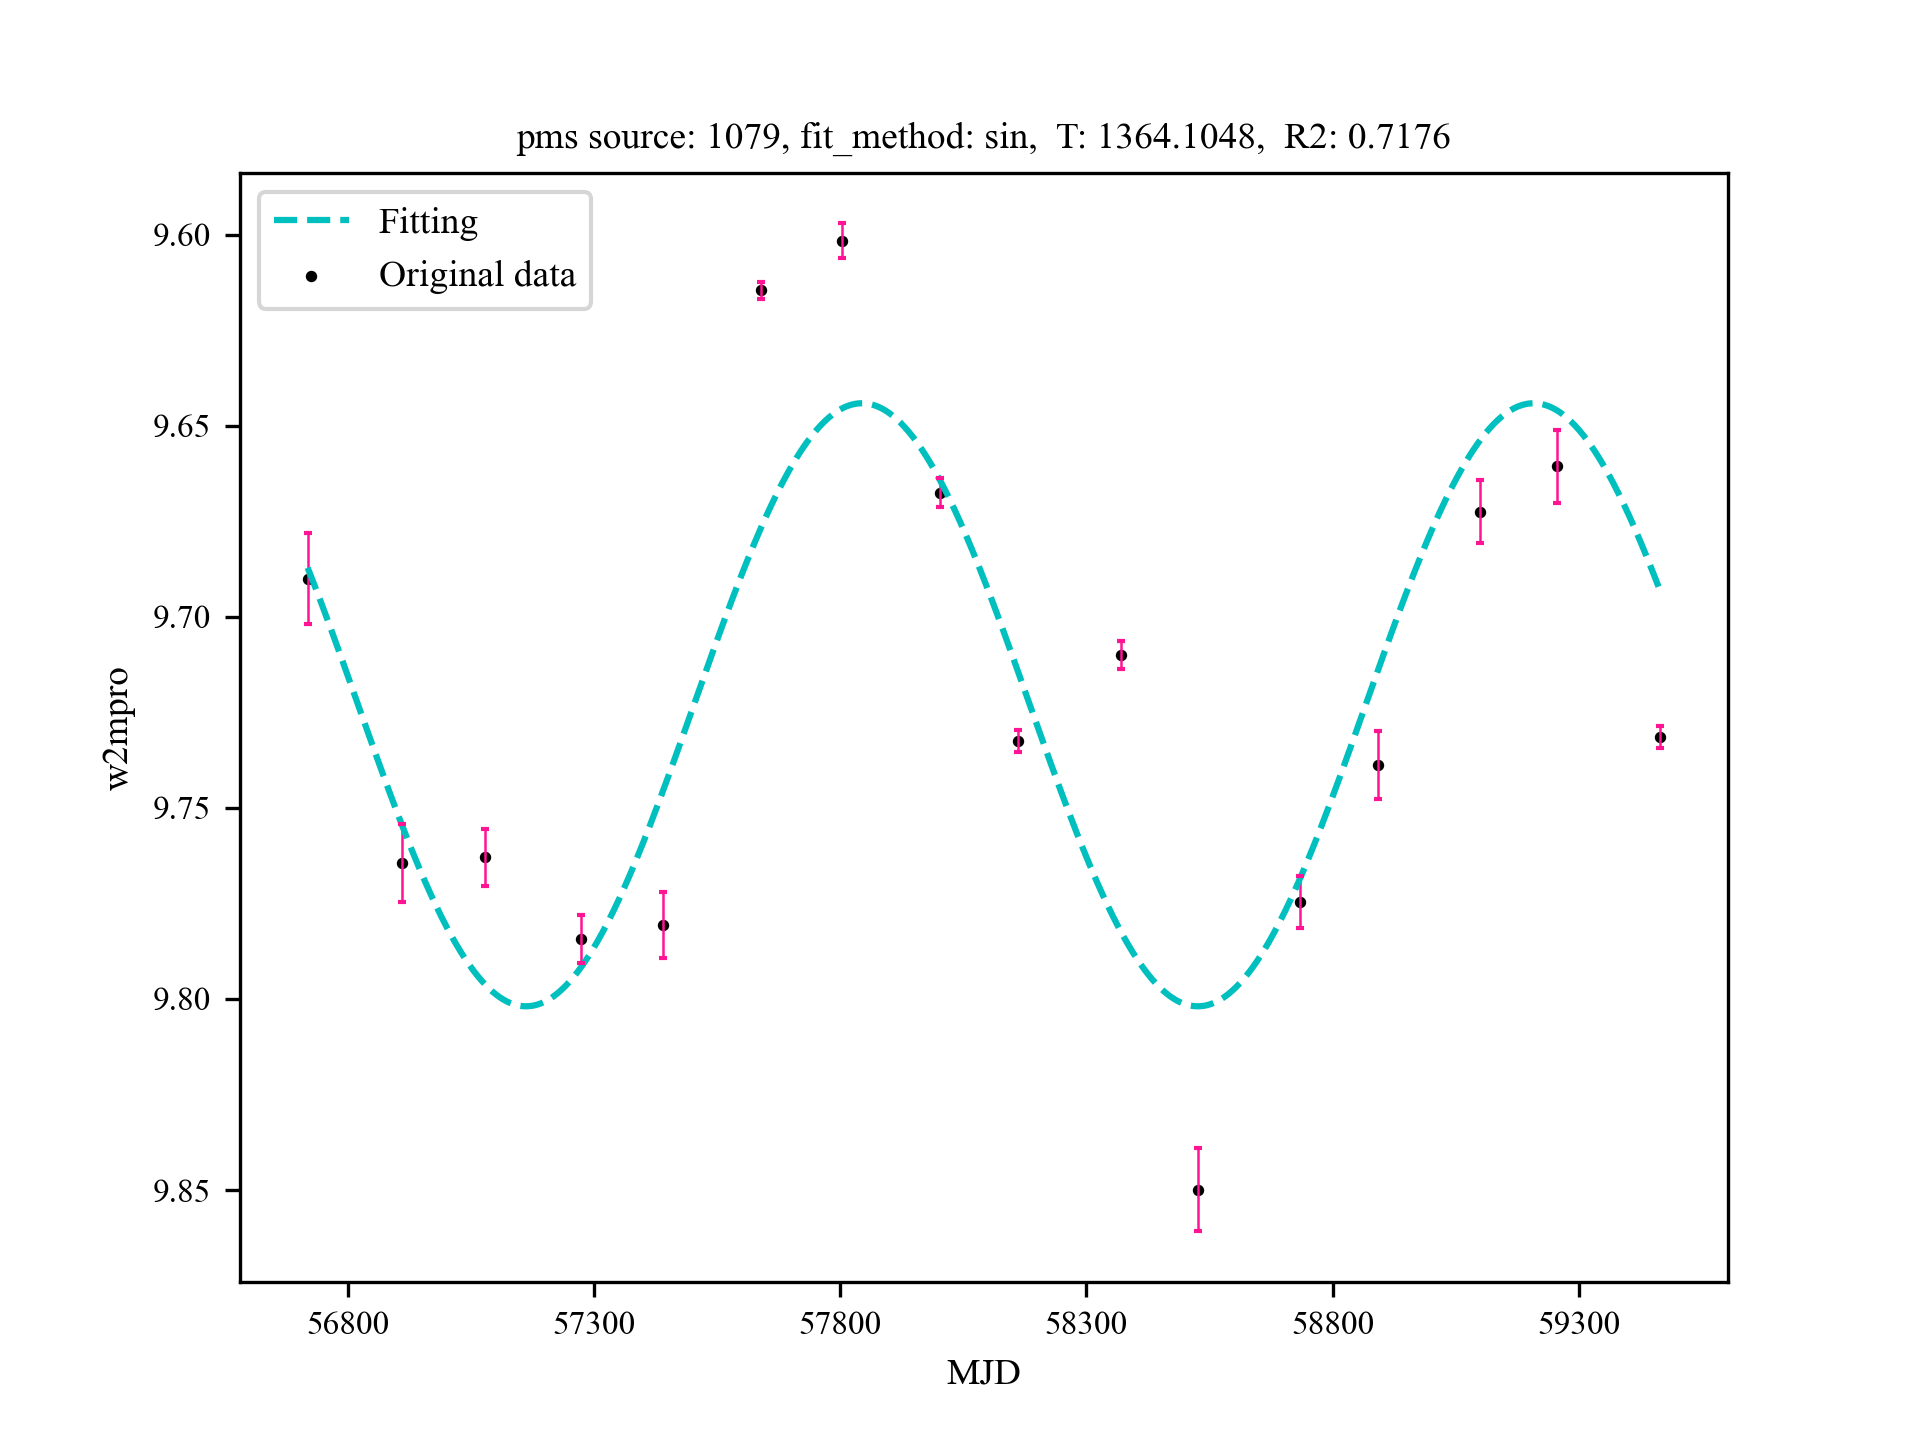 pms source: 1079, fit_method: sin,  T: 1364.1048,  R2: 0.7176
Fitting
Original data
9.60
9.65
9.70
9.75
9.80
9.85
w2mpro
56800 57300 57800 58300 58800 59300
MJD